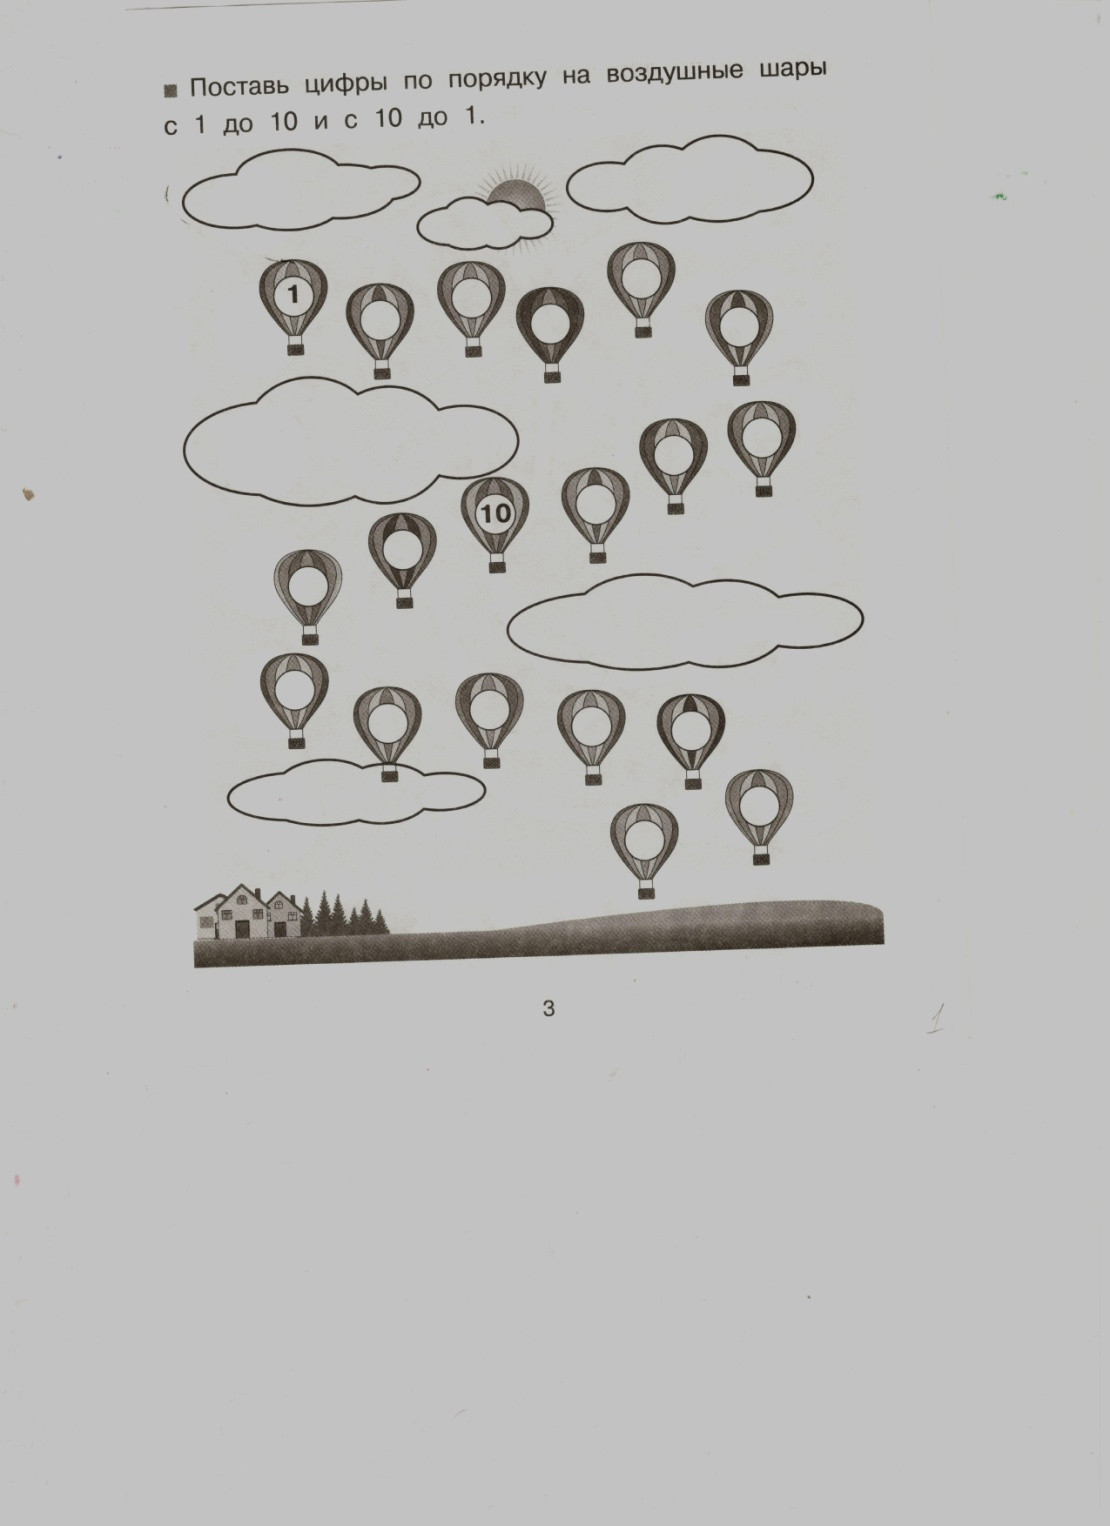 Поставь цифры по порядку на воздушные шары
с 1 до 10 и с 10 до 1.
1
10
3
1